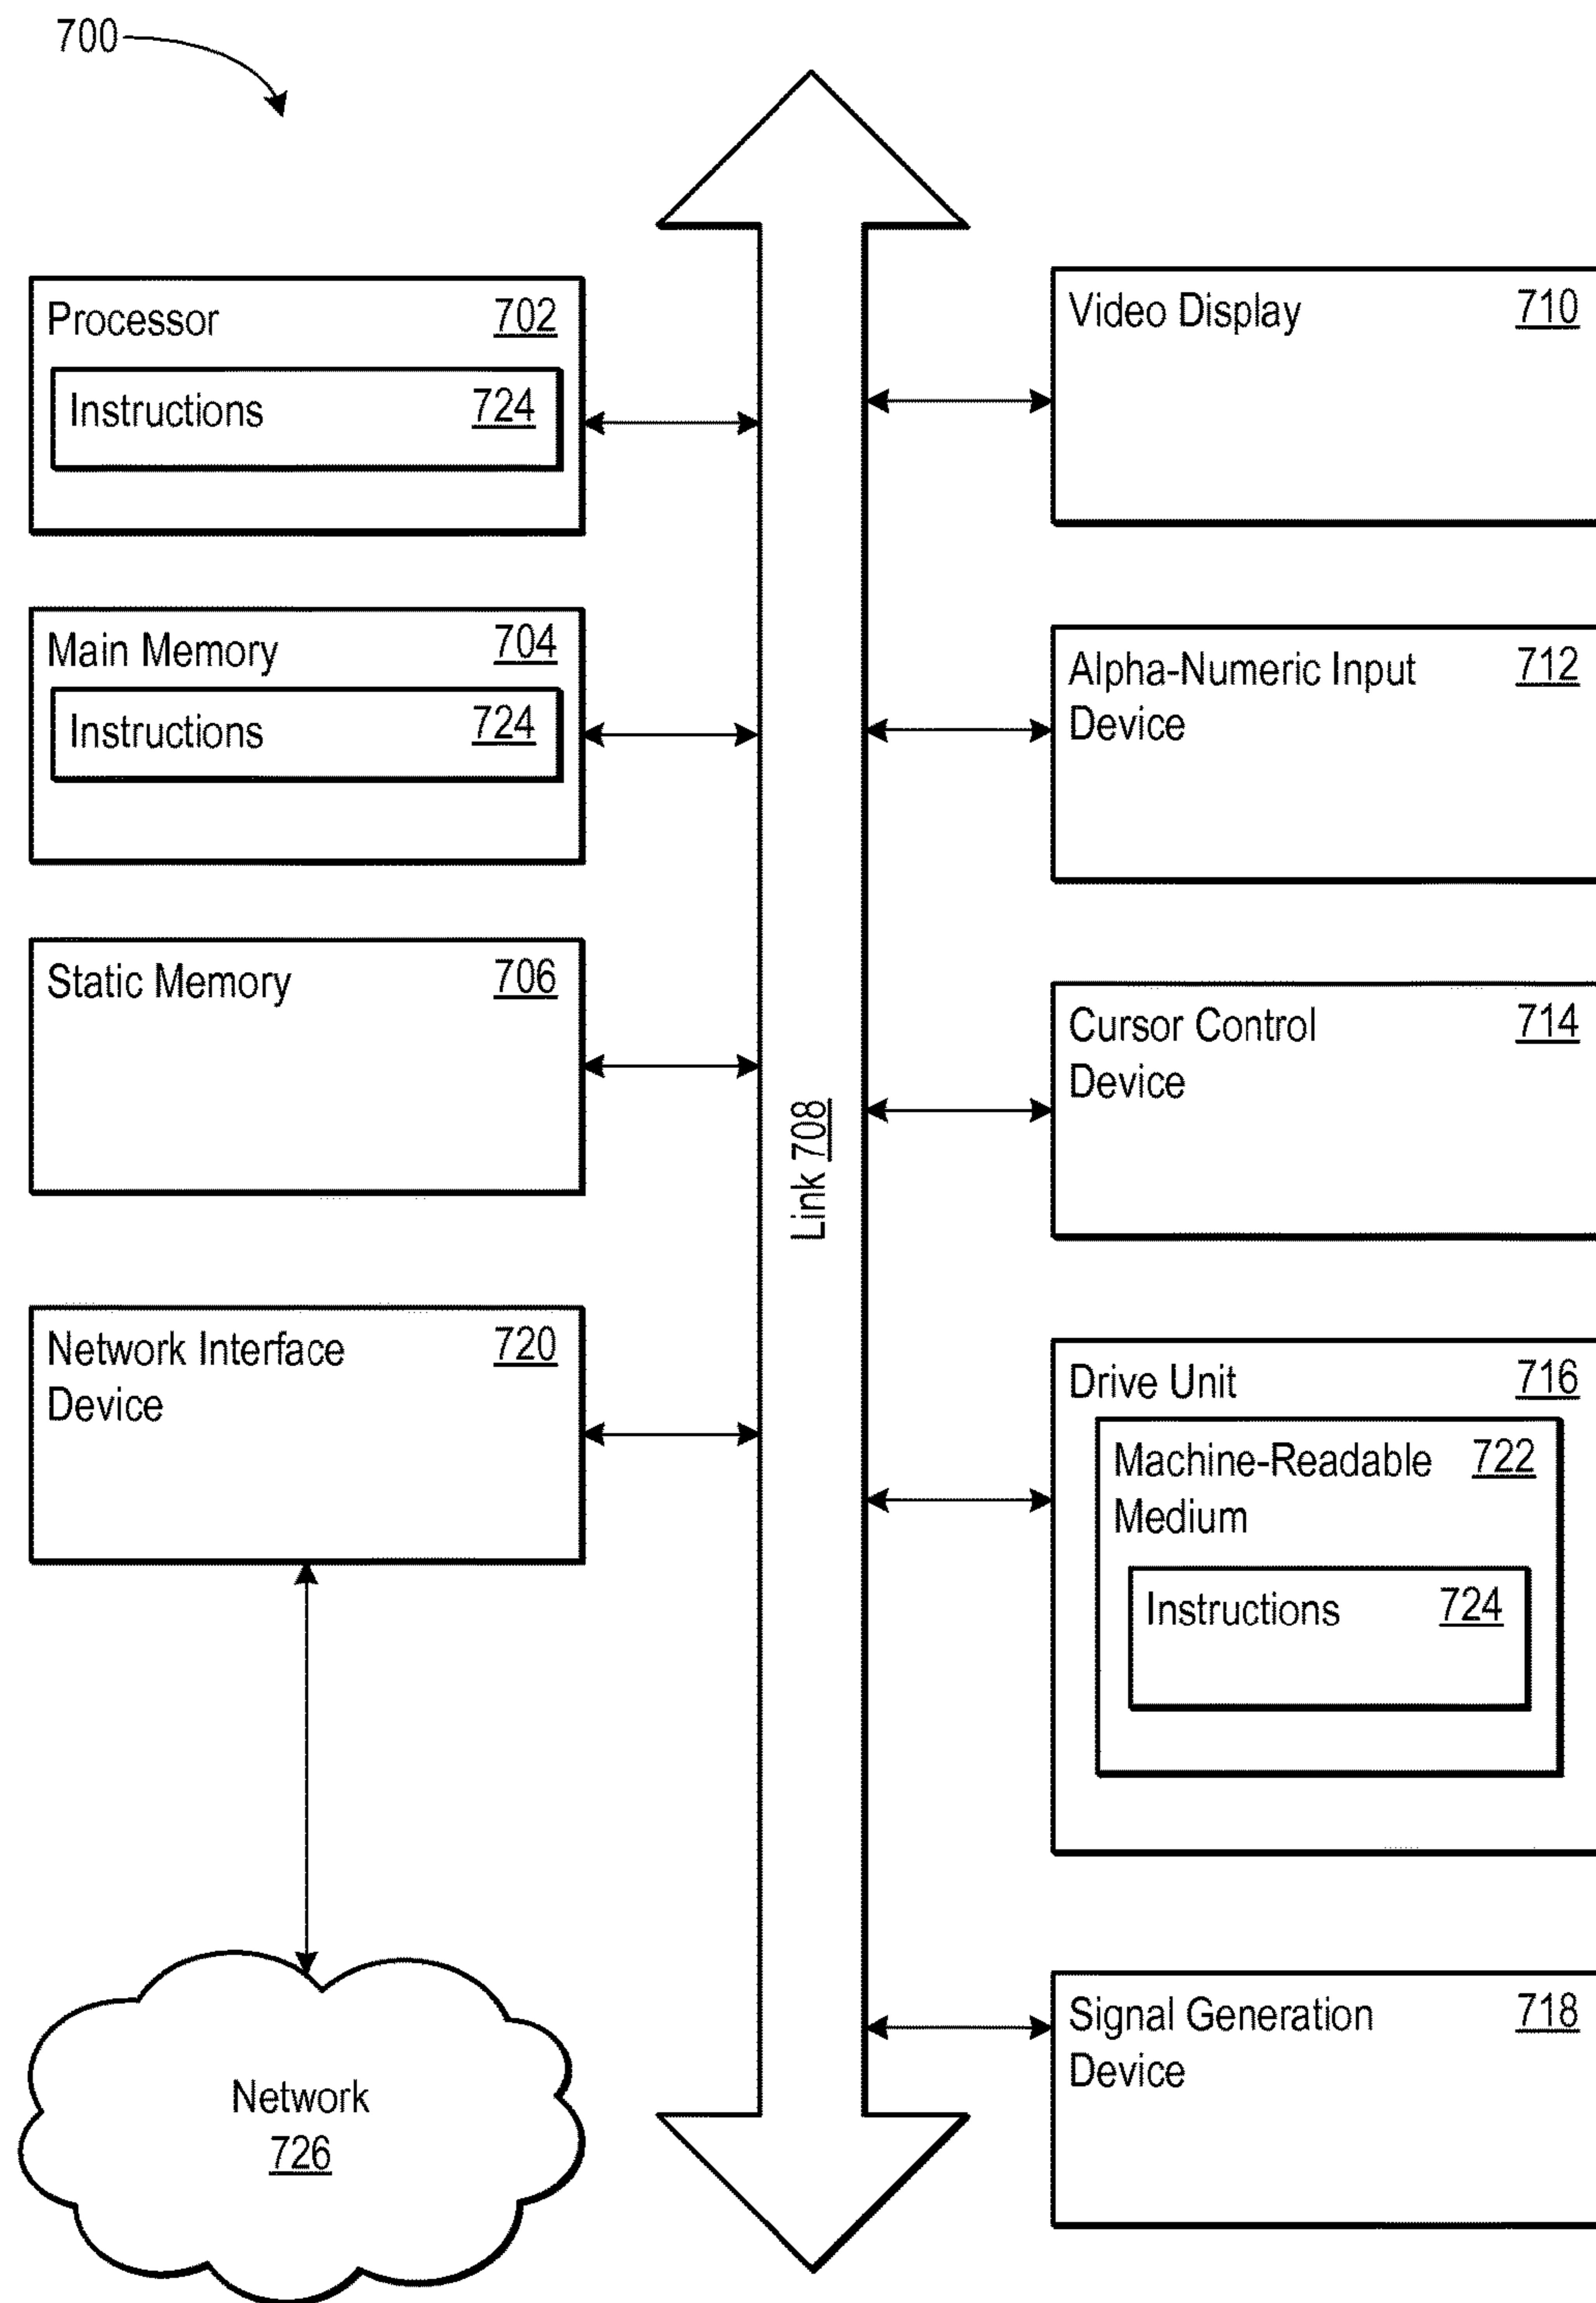 700
Processor 702
Instructions 724
Main Memory 704
Instructions 724
Static Memory 706
Network Interface 720
Device
Network
726
Link 708
Video Display 710
Alpha-Numeric Input 712
Device
Cursor Control 714
Device
Drive Unit 716
Machine-Readable 722
Medium
Instructions 724
Signal Generation 718
Device